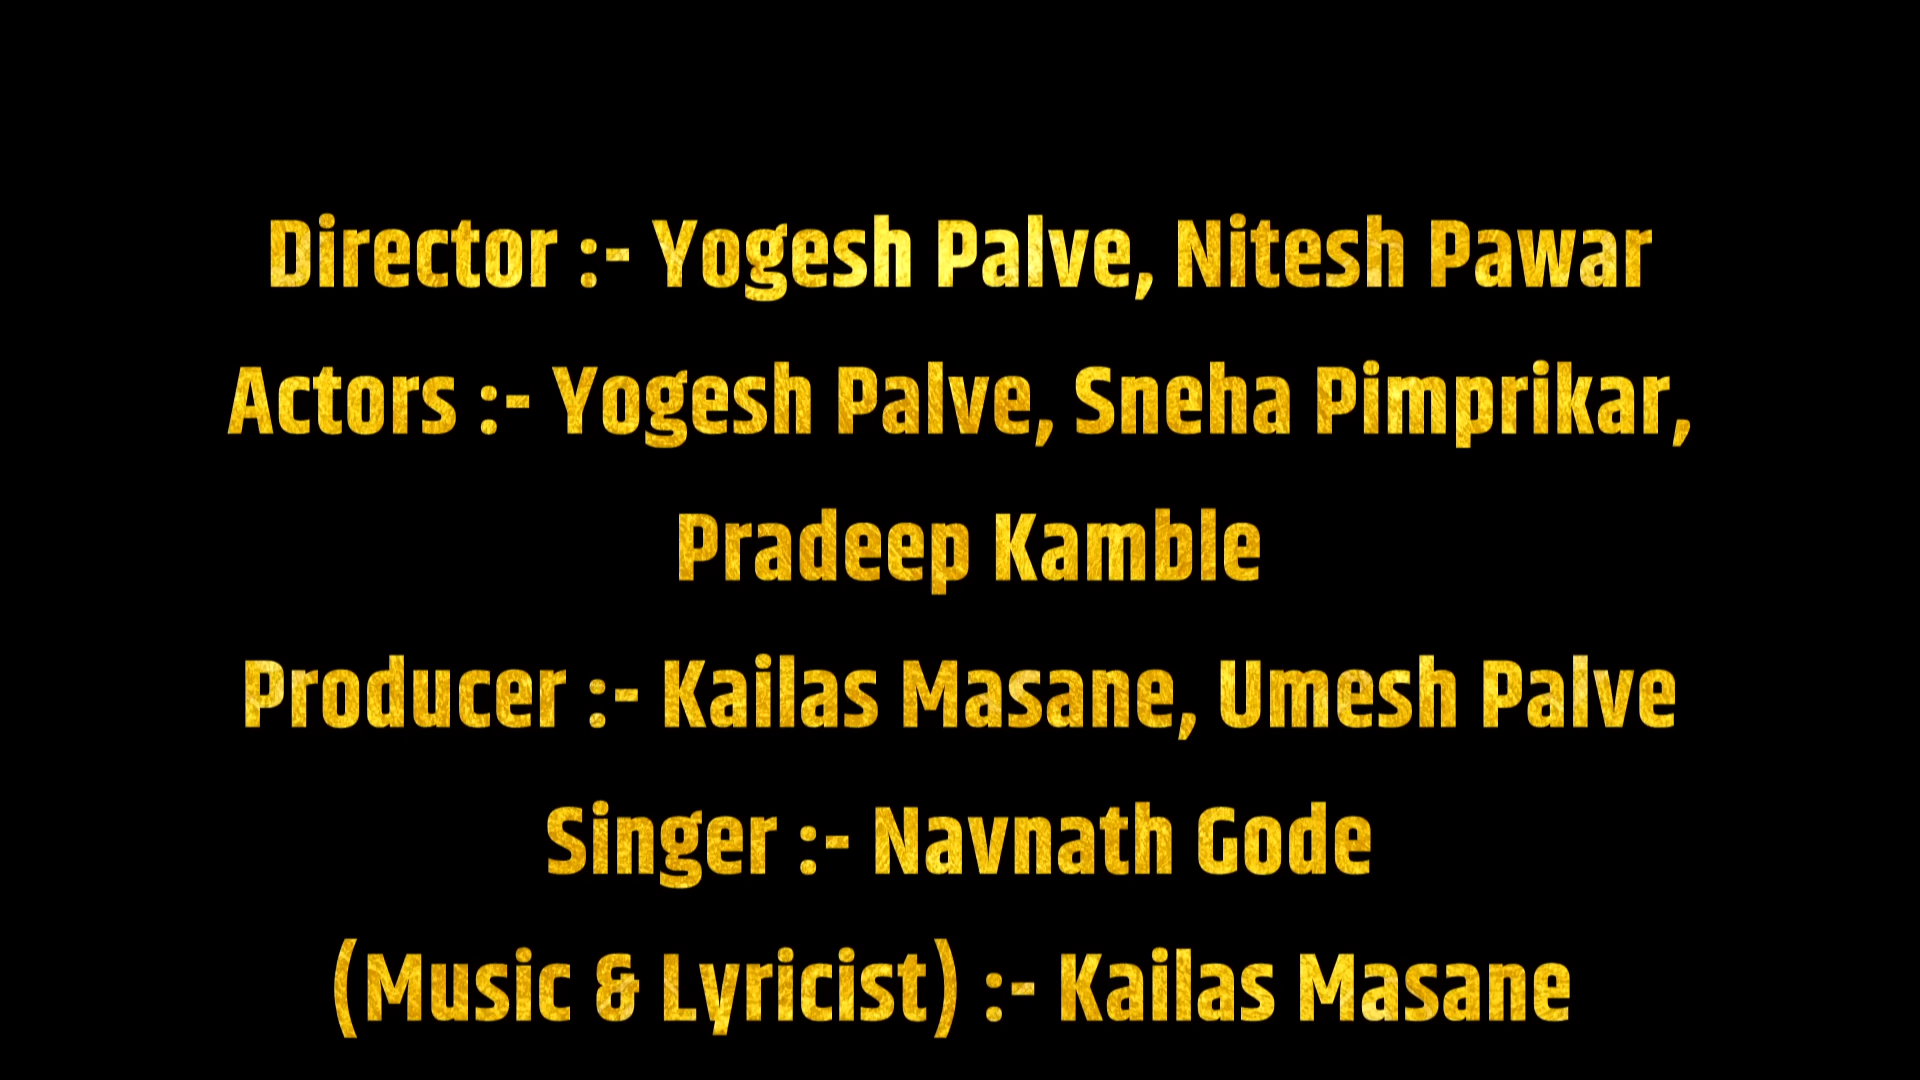 Director :- Yogesh Palve, Nitesh Pawar
Actors :- Yogesh Palve, Sneha Pimprikar,
Pradeep Kamble
Producer :- Kailas Masane, Umesh Palve
Singer :- Navnath Gode
(Music & Lyricist) :- Kailas Masane